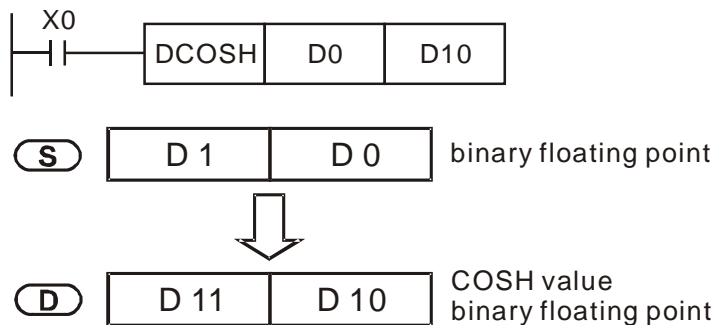 X0
DCOSH D0 D10
S D 1 D 0 binary floating point
D D 11 D 10 COSH value
binary floating point